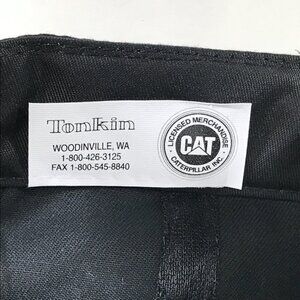 Tonkin
WOODINVILLE, WA
1-800-426-3125
FAX 1-800-545-8840
LICENSED MERCHANDISE
CAT
CATERPILLAR INC.